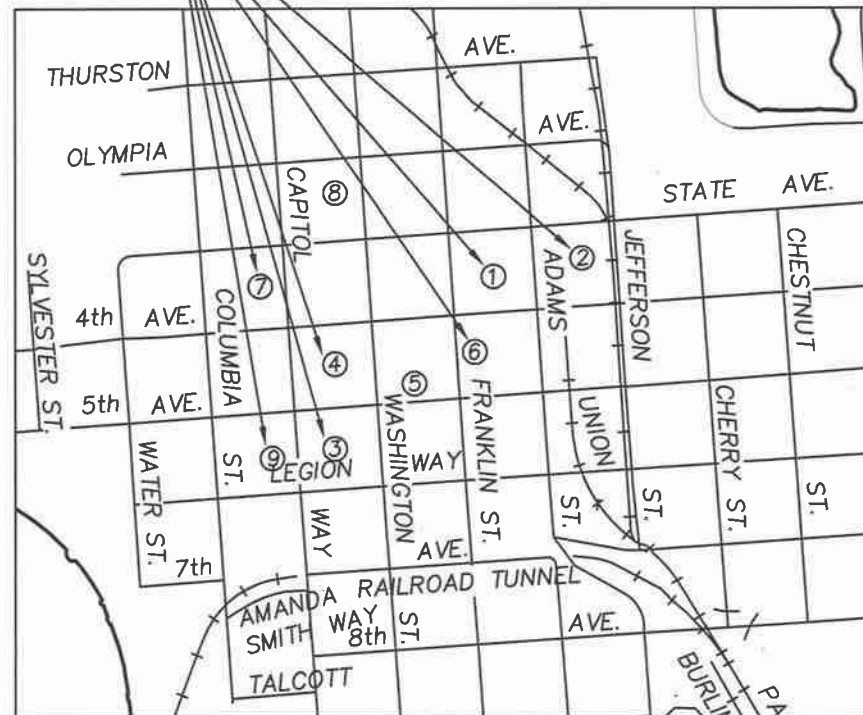 AVE.
THURSTON
AVE.
OLYMPIA
CAPITOL
⑧
STATE AVE.
SYLVESTER ST.
⑦
①
②
ADAMS
JEFFERSON
CHESTNUT
4th AVE.
COLUMBIA
④
⑥
⑤
5th AVE.
WASHINGTON
FRANKLIN ST.
UNION
CHERRY ST.
ST.
WATER ST.
ST.
⑨
③
LEGION WAY
WAY
ST.
ST.
7th AVE.
AMANDA RAILROAD TUNNEL
SMITH WAY
ST.
8th AVE.
TALCOTT